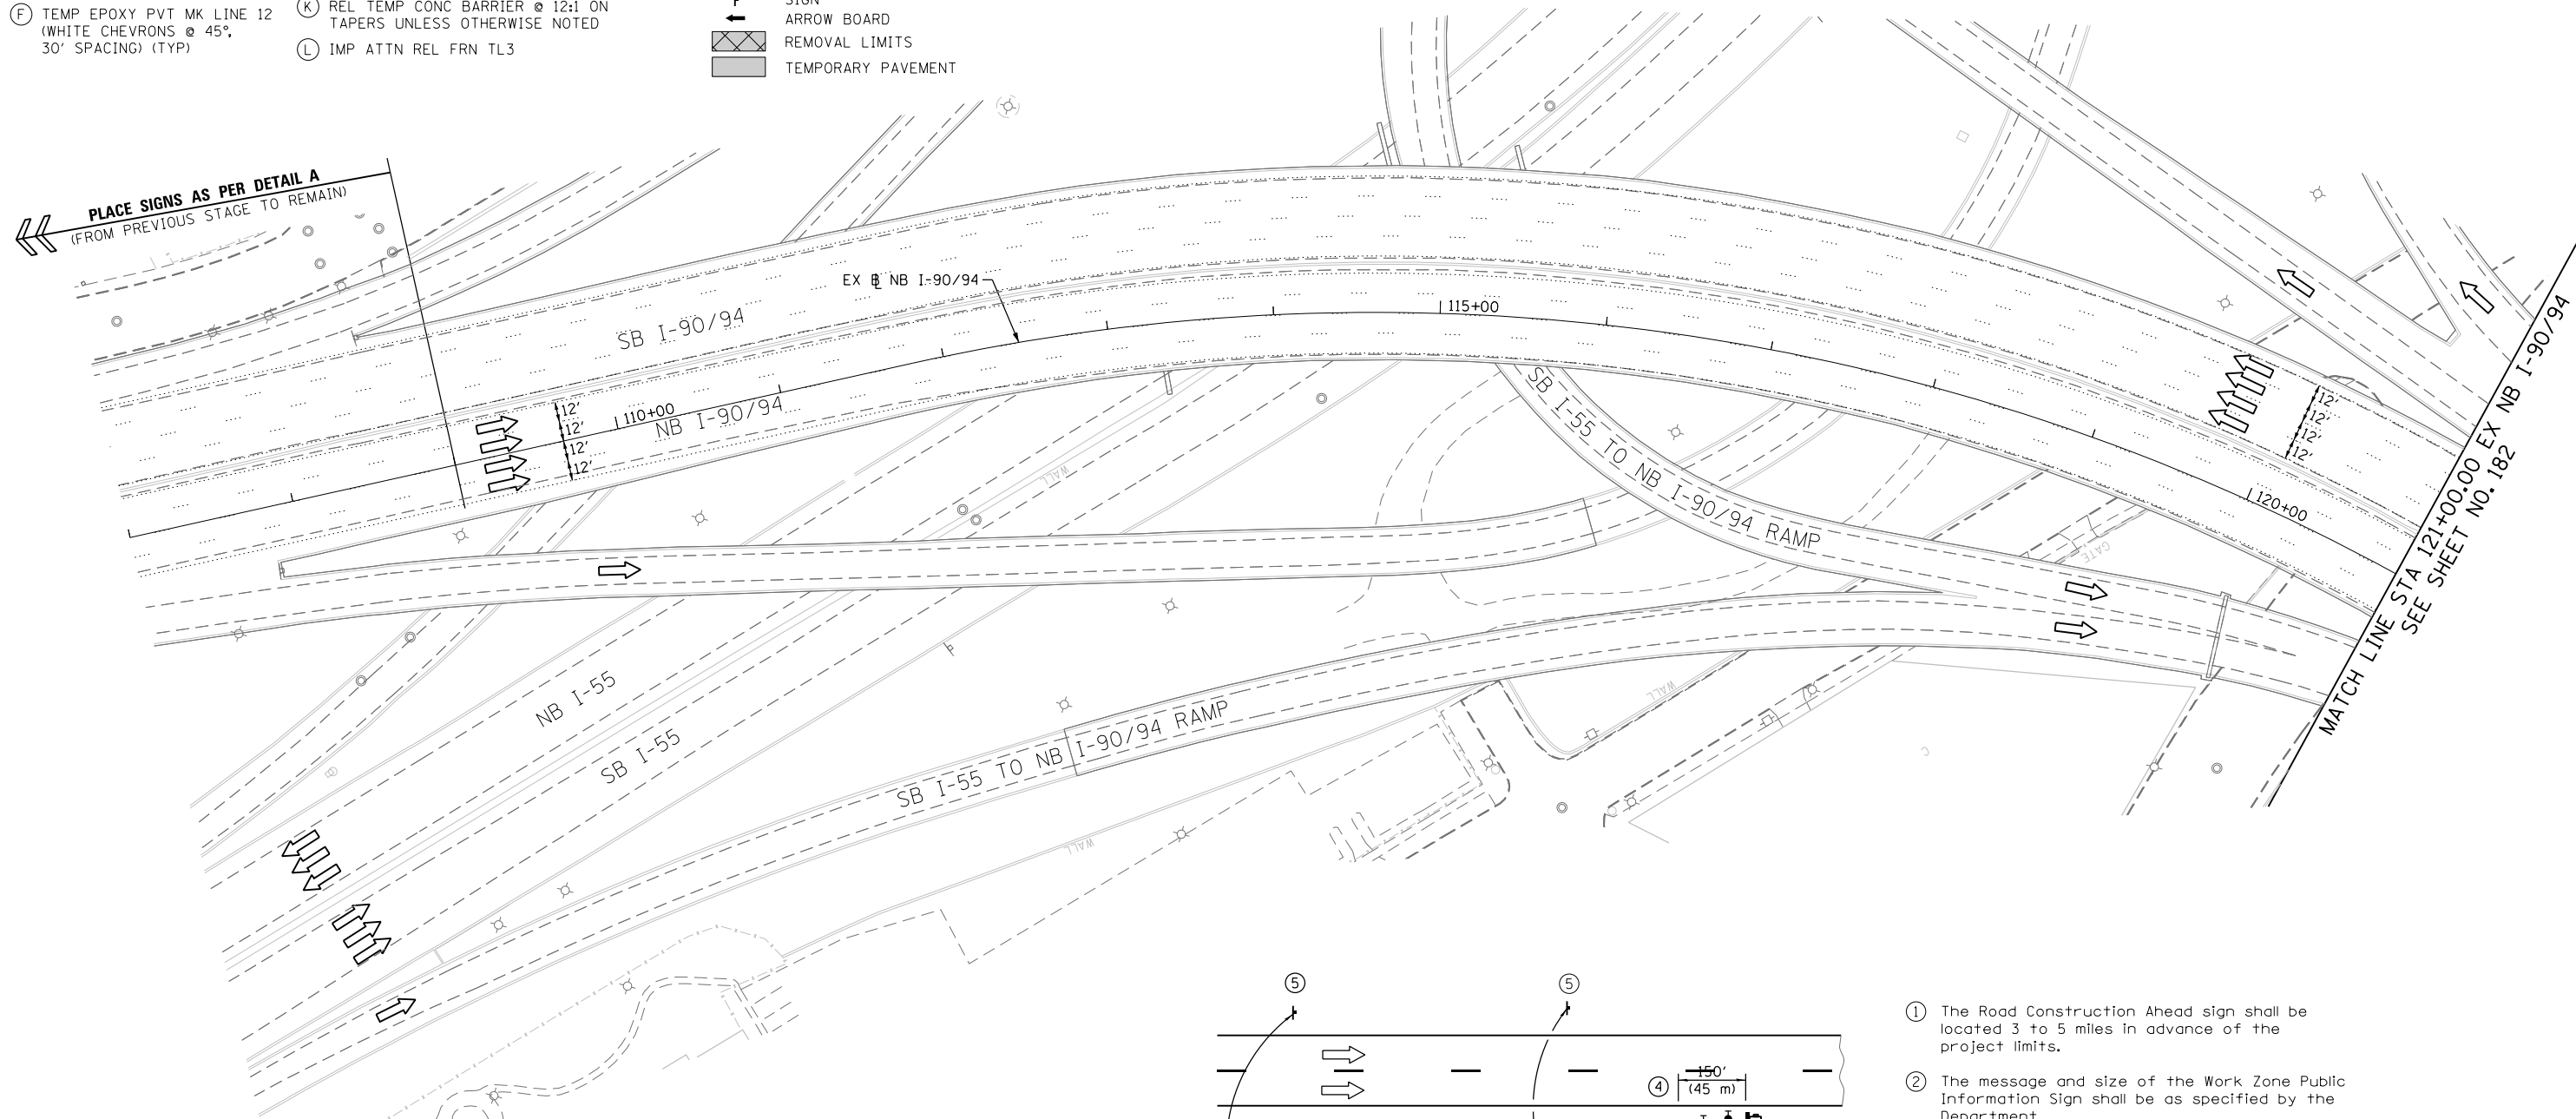 Ⓕ TEMP EPOXY PVT MK LINE 12
(WHITE CHEVRONS @ 45°,
30' SPACING) (TYP)
Ⓚ REL TEMP CONC BARRIER @ 12:1 ON
TAPERS UNLESS OTHERWISE NOTED
Ⓛ IMP ATTN REL FRN TL3
SIGN
ARROW BOARD
REMOVAL LIMITS
TEMPORARY PAVEMENT
PLACE SIGNS AS PER DETAIL A
(FROM PREVIOUS STAGE TO REMAIN)
EX ℄ NB I-90/94
115+00
SB I-90/94
12'
12'
12'
12'
110+00
NB I-90/94
SB I-55 TO NB I-90/94 RAMP
12'
12'
12'
12'
120+00
WALL
GATE
MATCH LINE STA 121+00.00 EX NB I-90/94
SEE SHEET NO. 182
NB I-55
SB I-55
SB I-55 TO NB I-90/94 RAMP
WALL
WALL
C
⑤
⑤
④
150'
(45 m)
① The Road Construction Ahead sign shall be
located 3 to 5 miles in advance of the
project limits.
② The message and size of the Work Zone Public
Information Sign shall be as specified by the
Department